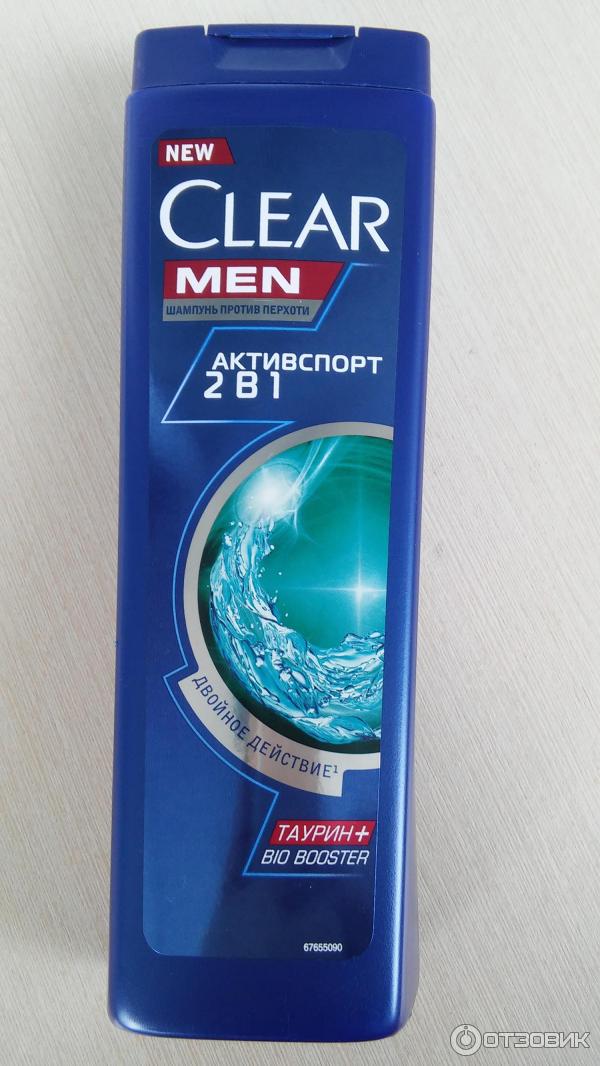 NEW
CLEAR
MEN
ШАМПУНЬ ПРОТИВ ПЕРХОТИ
АКТИВСПОРТ
2 В 1
ДВОЙНОЕ ДЕЙСТВИЕ¹
ТАУРИН+
BIO BOOSTER
67655090
ОТЗОВИК